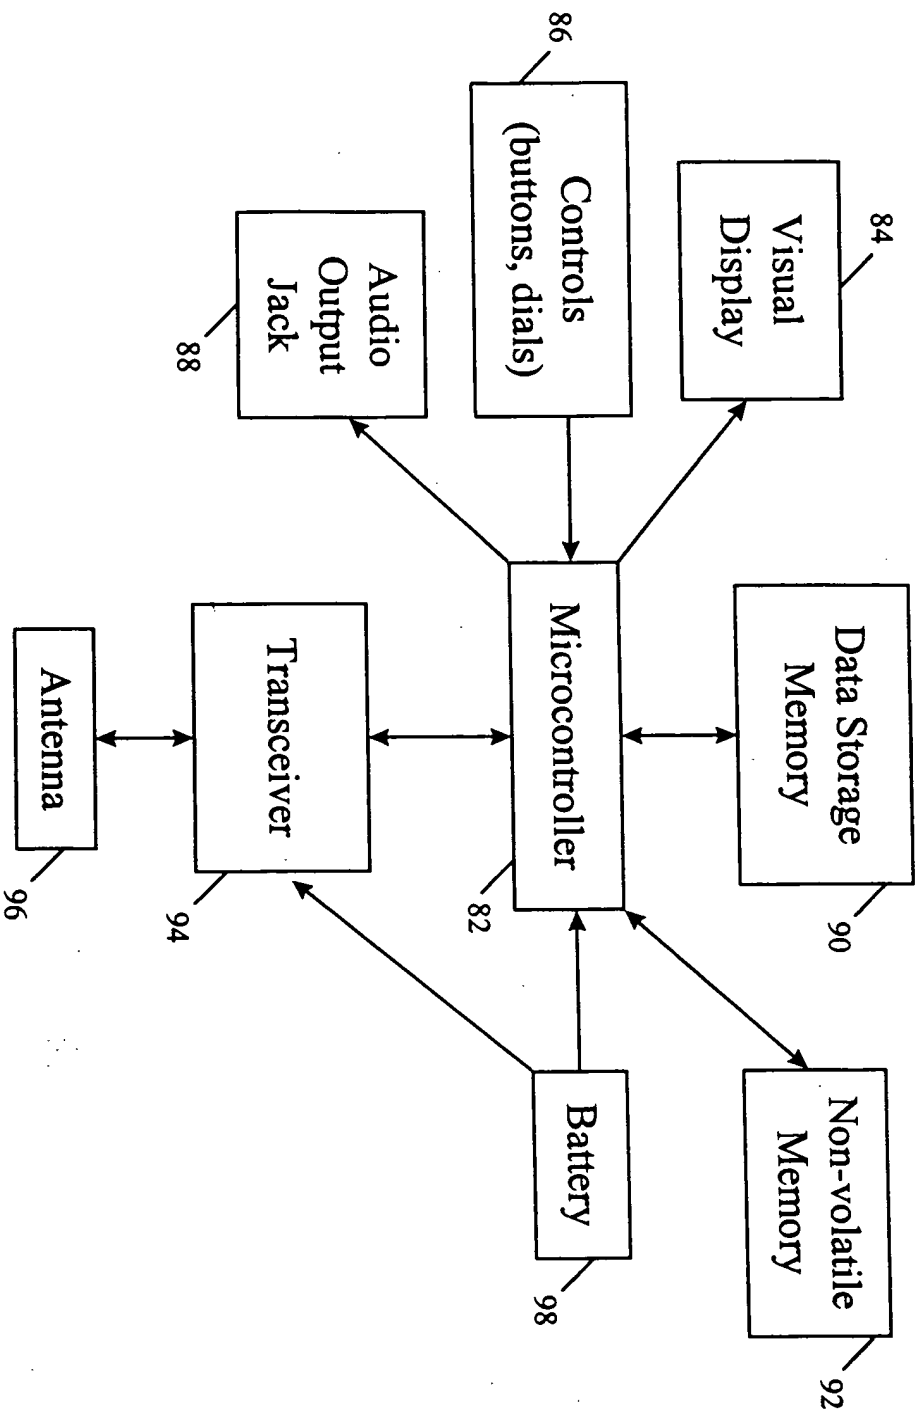 84
Visual
Display
86
Controls
(buttons, dials)
Audio
Output
Jack
88
Data Storage
Memory
90
Microcontroller
82
Transceiver
94
Antenna
96
Non-volatile
Memory
92
Battery
98